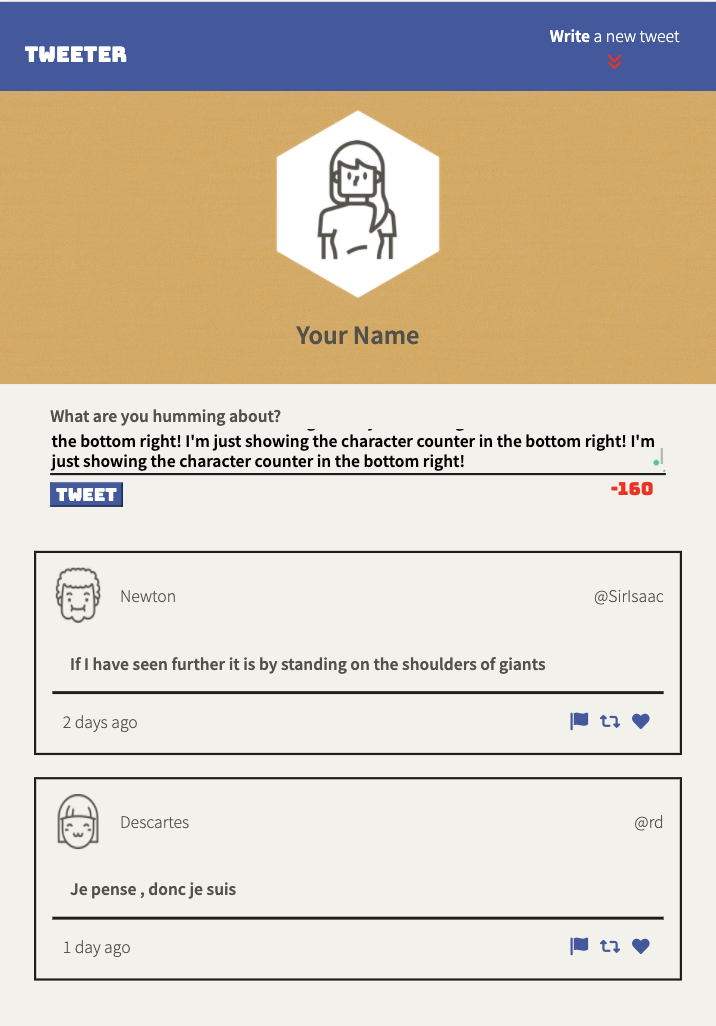 Write a new tweet
TWEETER
Your Name
What are you humming about?
the bottom right! I'm just showing the character counter in the bottom right! I'm
just showing the character counter in the bottom right!
TWEET
-160
Newton
@SirIsaac
If I have seen further it is by standing on the shoulders of giants
2 days ago
Descartes
@rd
Je pense , donc je suis
1 day ago